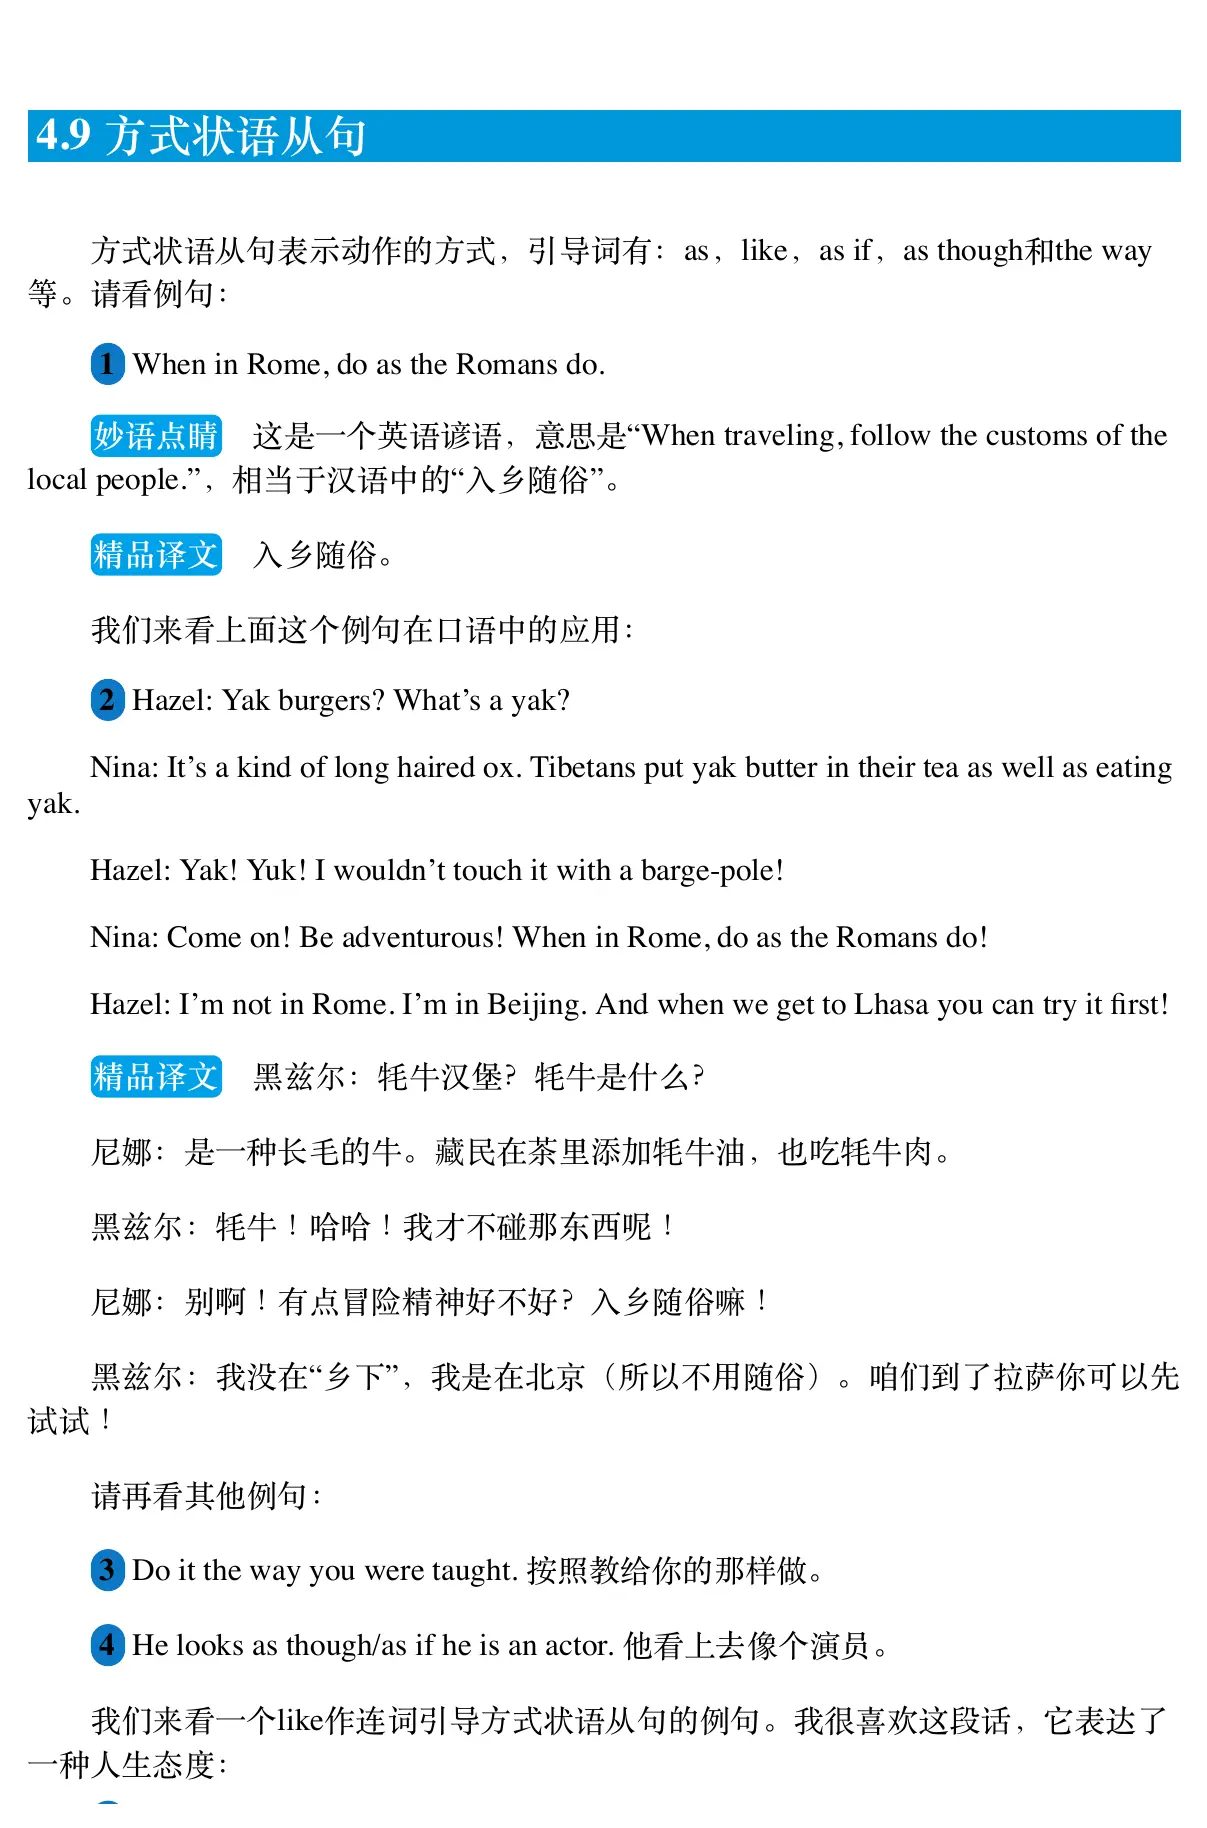 4.9 方式状语从句
方式状语从句表示动作的方式，引导词有：as，like，as if，as though和the way
等。请看例句：
1 When in Rome, do as the Romans do.
妙语点睛 这是一个英语谚语，意思是“When traveling, follow the customs of the
local people.”，相当于汉语中的“入乡随俗”。
精品译文 入乡随俗。
我们来看上面这个例句在口语中的应用：
2 Hazel: Yak burgers? What’s a yak?
Nina: It’s a kind of long haired ox. Tibetans put yak butter in their tea as well as eating
yak.
Hazel: Yak! Yuk! I wouldn’t touch it with a barge-pole!
Nina: Come on! Be adventurous! When in Rome, do as the Romans do!
Hazel: I’m not in Rome. I’m in Beijing. And when we get to Lhasa you can try it first!
精品译文 黑兹尔：牦牛汉堡？牦牛是什么？
尼娜：是一种长毛的牛。藏民在茶里添加牦牛油，也吃牦牛肉。
黑兹尔：牦牛！哈哈！我才不碰那东西呢！
尼娜：别啊！有点冒险精神好不好？入乡随俗嘛！
黑兹尔：我没在“乡下”，我是在北京（所以不用随俗）。咱们到了拉萨你可以先
试试！
请再看其他例句：
3 Do it the way you were taught. 按照教给你的那样做。
4 He looks as though/as if he is an actor. 他看上去像个演员。
我们来看一个like作连词引导方式状语从句的例句。我很喜欢这段话，它表达了
一种人生态度：